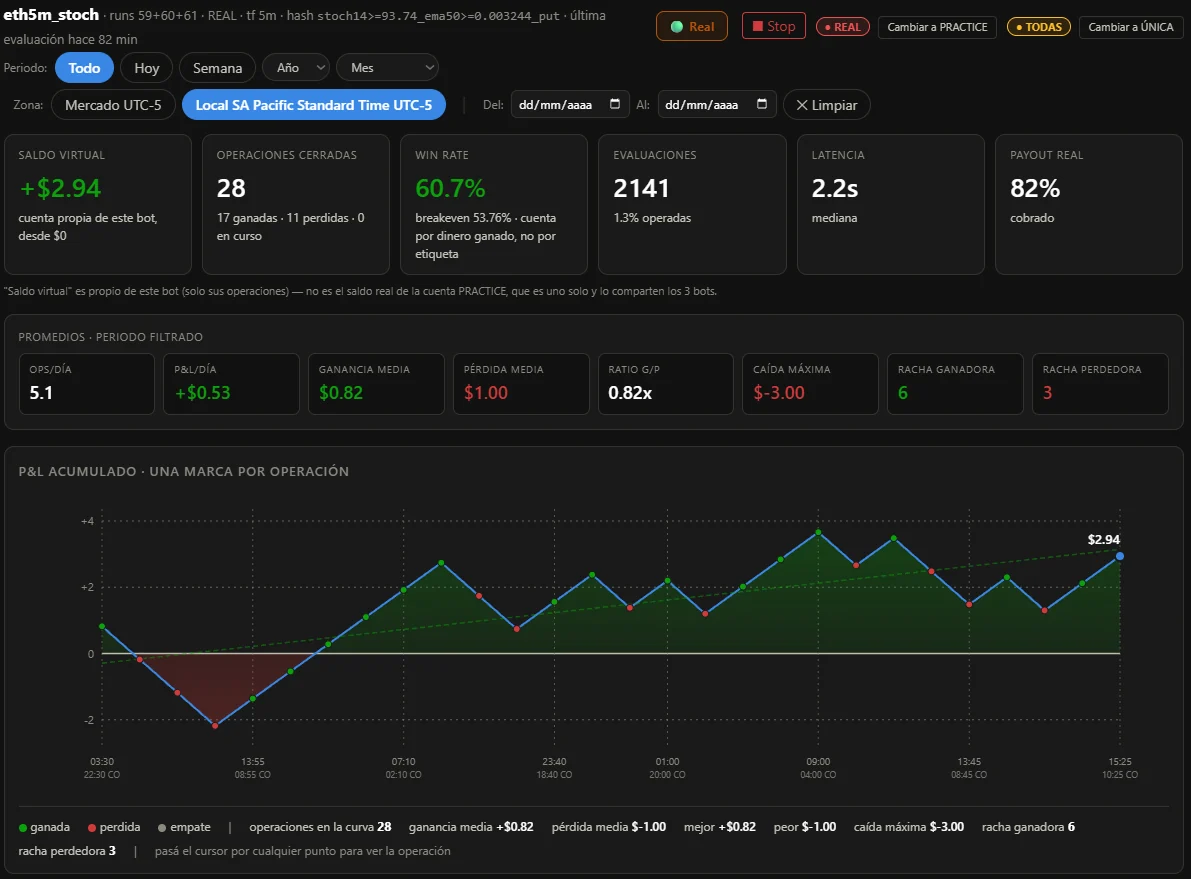 eth5m_stoch · runs 59+60+61 · REAL · tf 5m · hash stoch14>=93.74_ema50>=0.003244_put · última
evaluación hace 82 min
Real Stop • REAL Cambiar a PRACTICE • TODAS Cambiar a ÚNICA
Periodo: Todo Hoy Semana Año Mes
Zona: Mercado UTC-5 Local SA Pacific Standard Time UTC-5 | Del: dd/mm/aaaa Al: dd/mm/aaaa × Limpiar
SALDO VIRTUAL
+$2.94
cuenta propia de este bot,
desde $0
OPERACIONES CERRADAS
28
17 ganadas · 11 perdidas · 0
en curso
WIN RATE
60.7%
breakeven 53.76% · cuenta
por dinero ganado, no por
etiqueta
EVALUACIONES
2141
1.3% operadas
LATENCIA
2.2s
mediana
PAYOUT REAL
82%
cobrado
"Saldo virtual" es propio de este bot (solo sus operaciones) — no es el saldo real de la cuenta PRACTICE, que es uno solo y lo comparten los 3 bots.
PROMEDIOS · PERIODO FILTRADO
OPS/DÍA
5.1
P&L/DÍA
+$0.53
GANANCIA MEDIA
$0.82
PÉRDIDA MEDIA
$1.00
RATIO G/P
0.82x
CAÍDA MÁXIMA
$-3.00
RACHA GANADORA
6
RACHA PERDEDORA
3
P&L ACUMULADO · UNA MARCA POR OPERACIÓN
+4
$2.94
+2
0
-2
03:30 13:55 07:10 23:40 01:00 09:00 13:45 15:25
22:30 CO 08:55 CO 02:10 CO 18:40 CO 20:00 CO 04:00 CO 08:45 CO 10:25 CO
ganada perdida empate | operaciones en la curva 28 ganancia media +$0.82 pérdida media $-1.00 mejor +$0.82 peor $-1.00 caída máxima $-3.00 racha ganadora 6
racha perdedora 3 | pasá el cursor por cualquier punto para ver la operación